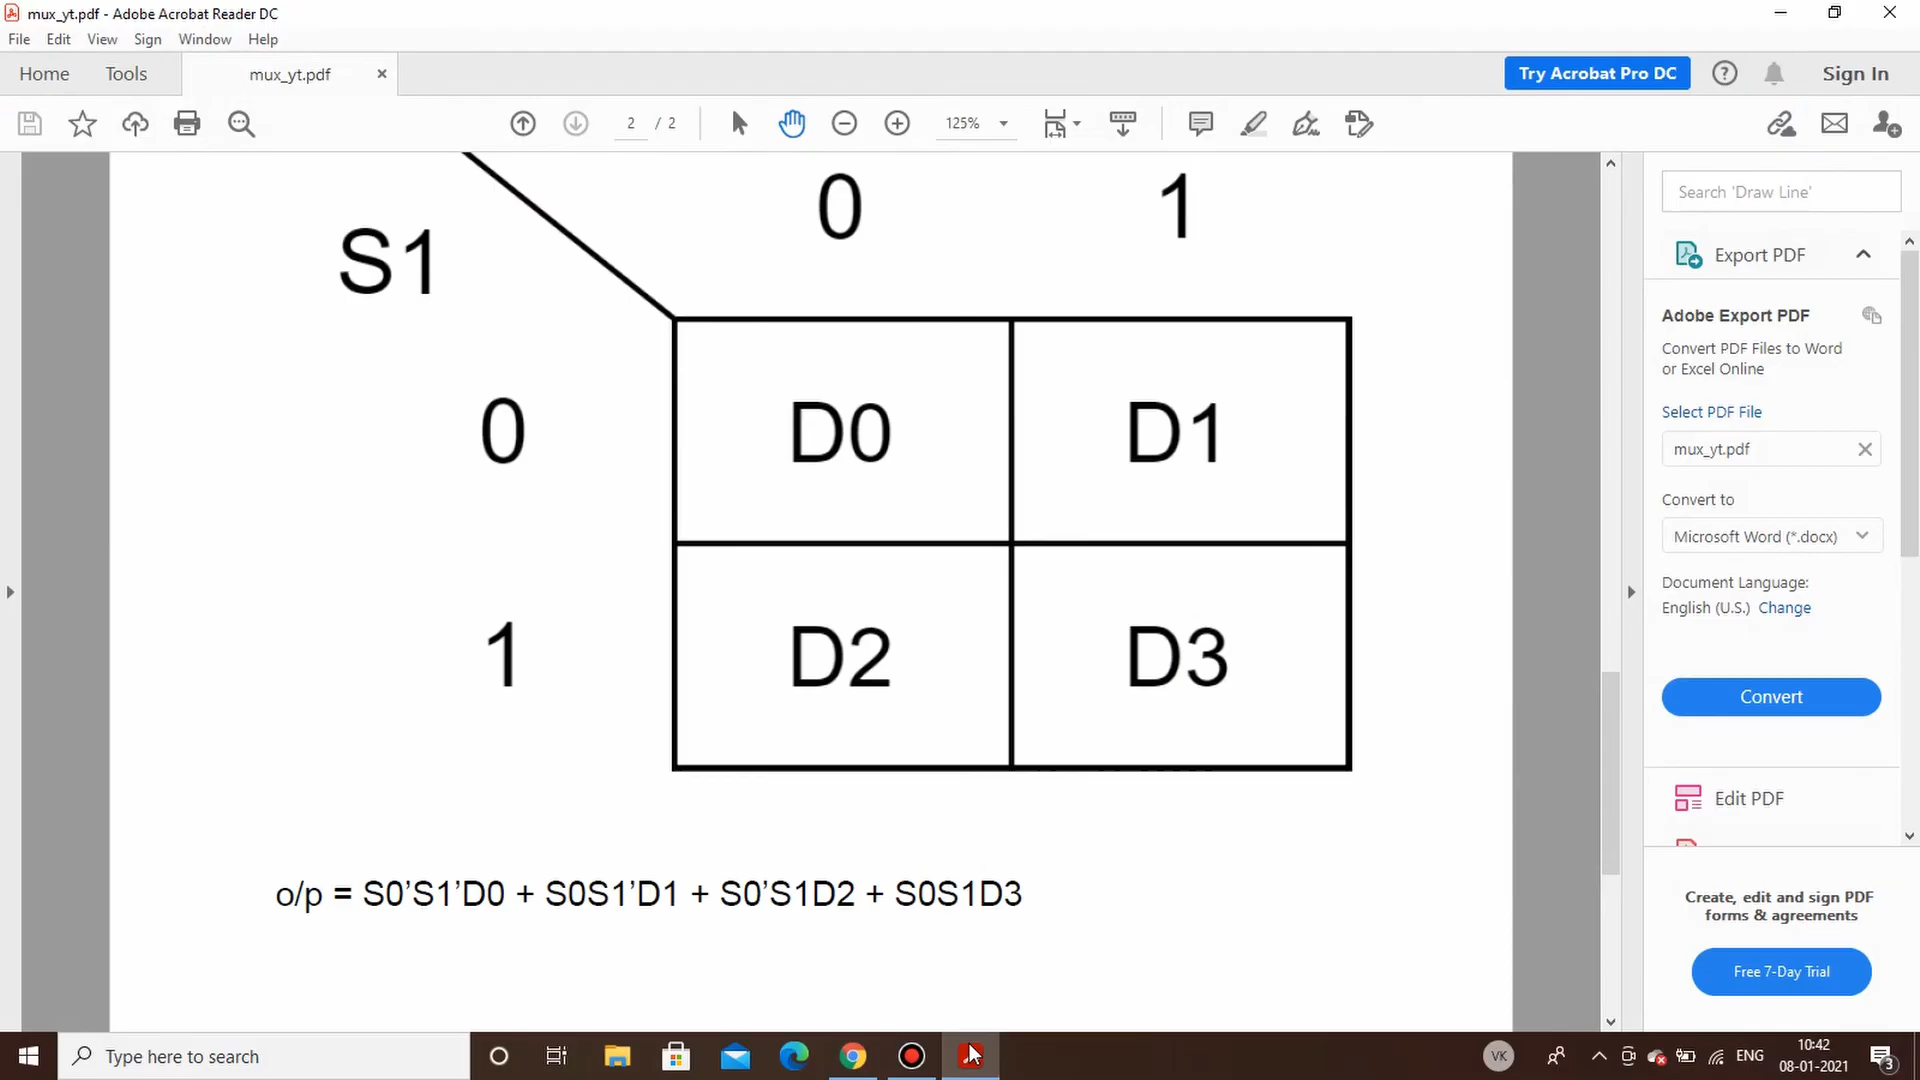 mux_yt.pdf - Adobe Acrobat Reader DC
File Edit View Sign Window Help
Home Tools mux_yt.pdf Try Acrobat Pro DC Sign In
2 / 2 125%
0 1
S1
0 D0 D1
1 D2 D3
o/p = S0’S1’D0 + S0S1’D1 + S0’S1D2 + S0S1D3
Search 'Draw Line'
Export PDF
Adobe Export PDF
Convert PDF Files to Word
or Excel Online
Select PDF File
mux_yt.pdf
Convert to
Microsoft Word (*.docx)
Document Language:
English (U.S.) Change
Convert
Edit PDF
Create, edit and sign PDF
forms & agreements
Free 7-Day Trial
Type here to search
VK
ENG
10:42
08-01-2021
3